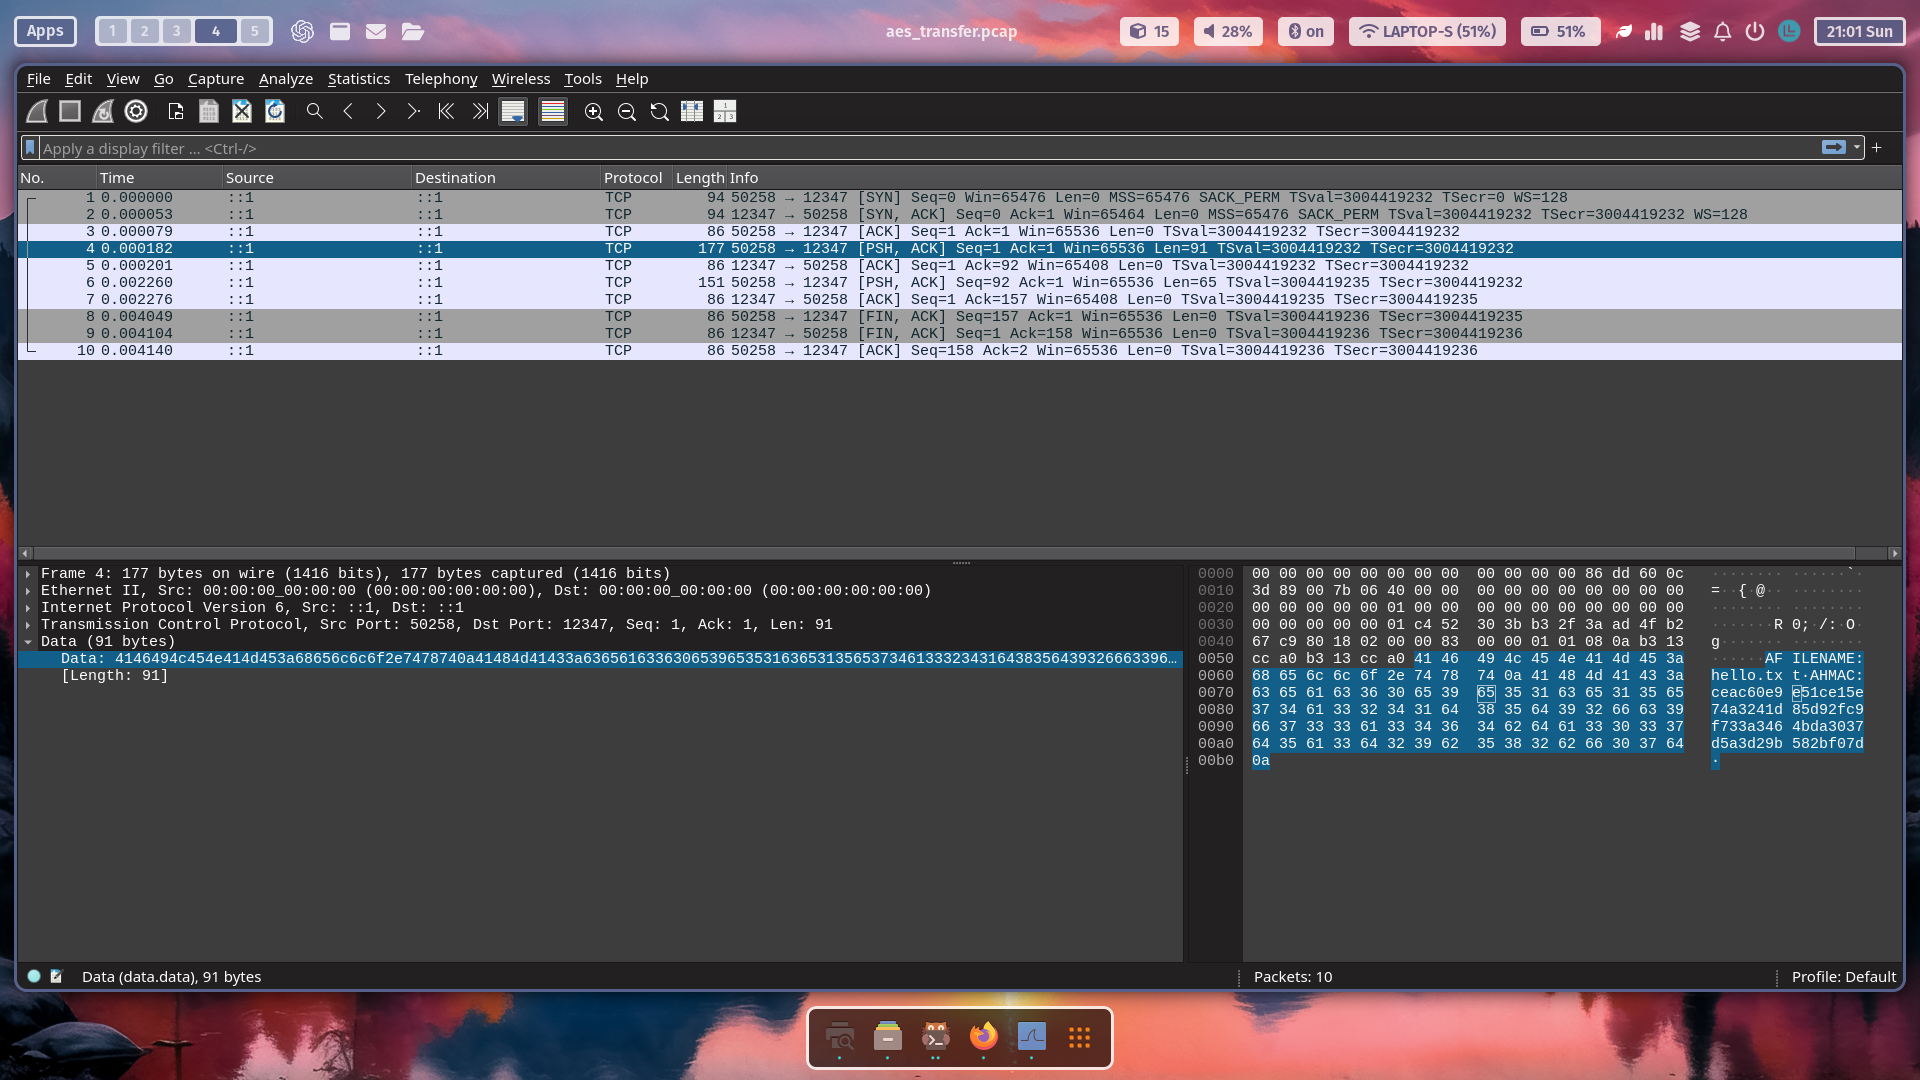 Apps 1 2 3 4 5 aes_transfer.pcap 15 28% on LAPTOP-S (51%) 51% 21:01 Sun
File Edit View Go Capture Analyze Statistics Telephony Wireless Tools Help
Apply a display filter ... <Ctrl-/> +
No. Time Source Destination Protocol Length Info
1 0.000000 ::1 ::1 TCP 94 50258 → 12347 [SYN] Seq=0 Win=65476 Len=0 MSS=65476 SACK_PERM TSval=3004419232 TSecr=0 WS=128
2 0.000053 ::1 ::1 TCP 94 12347 → 50258 [SYN, ACK] Seq=0 Ack=1 Win=65464 Len=0 MSS=65476 SACK_PERM TSval=3004419232 TSecr=3004419232 WS=128
3 0.000079 ::1 ::1 TCP 86 50258 → 12347 [ACK] Seq=1 Ack=1 Win=65536 Len=0 TSval=3004419232 TSecr=3004419232
4 0.000182 ::1 ::1 TCP 177 50258 → 12347 [PSH, ACK] Seq=1 Ack=1 Win=65536 Len=91 TSval=3004419232 TSecr=3004419232
5 0.000201 ::1 ::1 TCP 86 12347 → 50258 [ACK] Seq=1 Ack=92 Win=65408 Len=0 TSval=3004419232 TSecr=3004419232
6 0.002260 ::1 ::1 TCP 151 50258 → 12347 [PSH, ACK] Seq=92 Ack=1 Win=65536 Len=65 TSval=3004419235 TSecr=3004419232
7 0.002276 ::1 ::1 TCP 86 12347 → 50258 [ACK] Seq=1 Ack=157 Win=65408 Len=0 TSval=3004419235 TSecr=3004419235
8 0.004049 ::1 ::1 TCP 86 50258 → 12347 [FIN, ACK] Seq=157 Ack=1 Win=65536 Len=0 TSval=3004419236 TSecr=3004419235
9 0.004104 ::1 ::1 TCP 86 12347 → 50258 [FIN, ACK] Seq=1 Ack=158 Win=65536 Len=0 TSval=3004419236 TSecr=3004419236
10 0.004140 ::1 ::1 TCP 86 50258 → 12347 [ACK] Seq=158 Ack=2 Win=65536 Len=0 TSval=3004419236 TSecr=3004419236
Frame 4: 177 bytes on wire (1416 bits), 177 bytes captured (1416 bits)
Ethernet II, Src: 00:00:00_00:00:00 (00:00:00:00:00:00), Dst: 00:00:00_00:00:00 (00:00:00:00:00:00)
Internet Protocol Version 6, Src: ::1, Dst: ::1
Transmission Control Protocol, Src Port: 50258, Dst Port: 12347, Seq: 1, Ack: 1, Len: 91
Data (91 bytes)
Data: 4146494c454e414d453a68656c6c6f2e7478740a41484d41433a63656163363065396535316365313565373461333234316438356439326663396…
[Length: 91]
0000 00 00 00 00 00 00 00 00 00 00 00 00 86 dd 60 0c ········ ······`·
0010 3d 89 00 7b 06 40 00 00 00 00 00 00 00 00 00 00 =··{·@·· ········
0020 00 00 00 00 00 01 00 00 00 00 00 00 00 00 00 00 ········ ········
0030 00 00 00 00 00 01 c4 52 30 3b b3 2f 3a ad 4f b2 ·······R 0;·/:·O·
0040 67 c9 80 18 02 00 00 83 00 00 01 01 08 0a b3 13 g······· ········
0050 cc a0 b3 13 cc a0 41 46 49 4c 45 4e 41 4d 45 3a ······AF ILENAME:
0060 68 65 6c 6c 6f 2e 74 78 74 0a 41 48 4d 41 43 3a hello.tx t·AHMAC:
0070 63 65 61 63 36 30 65 39 65 35 31 63 65 31 35 65 ceac60e9 e51ce15e
0080 37 34 61 33 32 34 31 64 38 35 64 39 32 66 63 39 74a3241d 85d92fc9
0090 66 37 33 33 61 33 34 36 34 62 64 61 33 30 33 37 f733a346 4bda3037
00a0 64 35 61 33 64 32 39 62 35 38 32 62 66 30 37 64 d5a3d29b 582bf07d
00b0 0a ·
Data (data.data), 91 bytes Packets: 10 Profile: Default